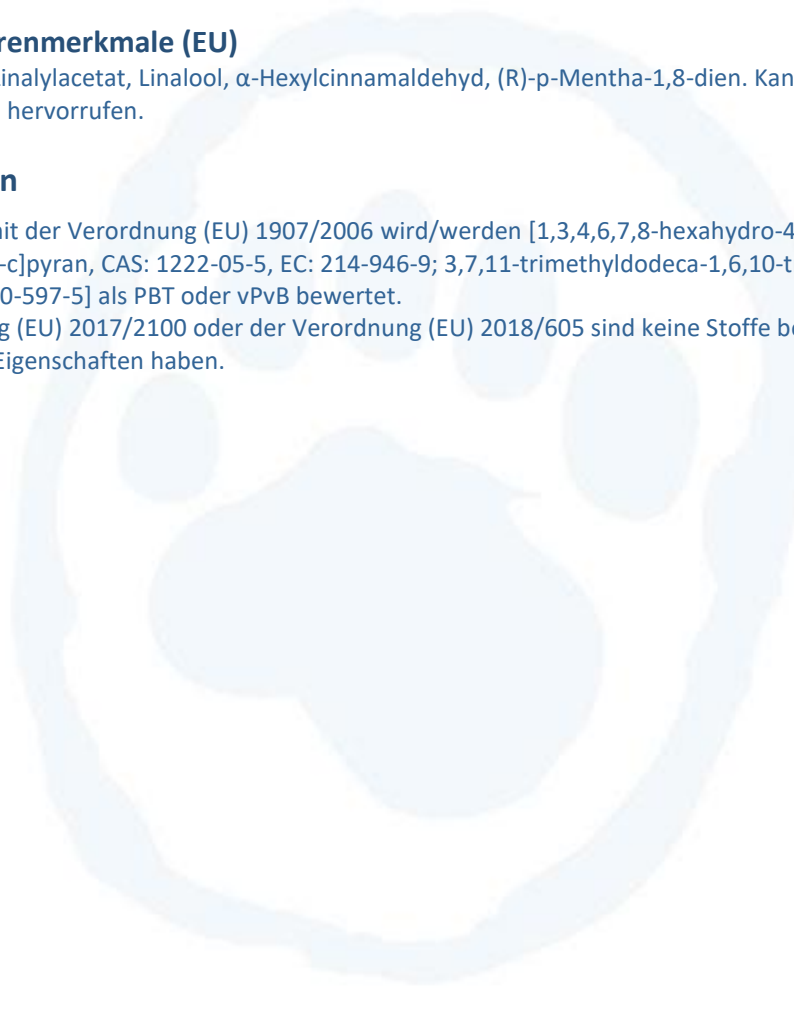 renmerkmale (EU)
Linalylacetat, Linalool, α-Hexylcinnamaldehyd, (R)-p-Mentha-1,8-dien. Kan
hervorrufen.
n
it der Verordnung (EU) 1907/2006 wird/werden [1,3,4,6,7,8-hexahydro-4
-c]pyran, CAS: 1222-05-5, EC: 214-946-9; 3,7,11-trimethyldodeca-1,6,10-t
0-597-5] als PBT oder vPvB bewertet.
g (EU) 2017/2100 oder der Verordnung (EU) 2018/605 sind keine Stoffe be
Eigenschaften haben.